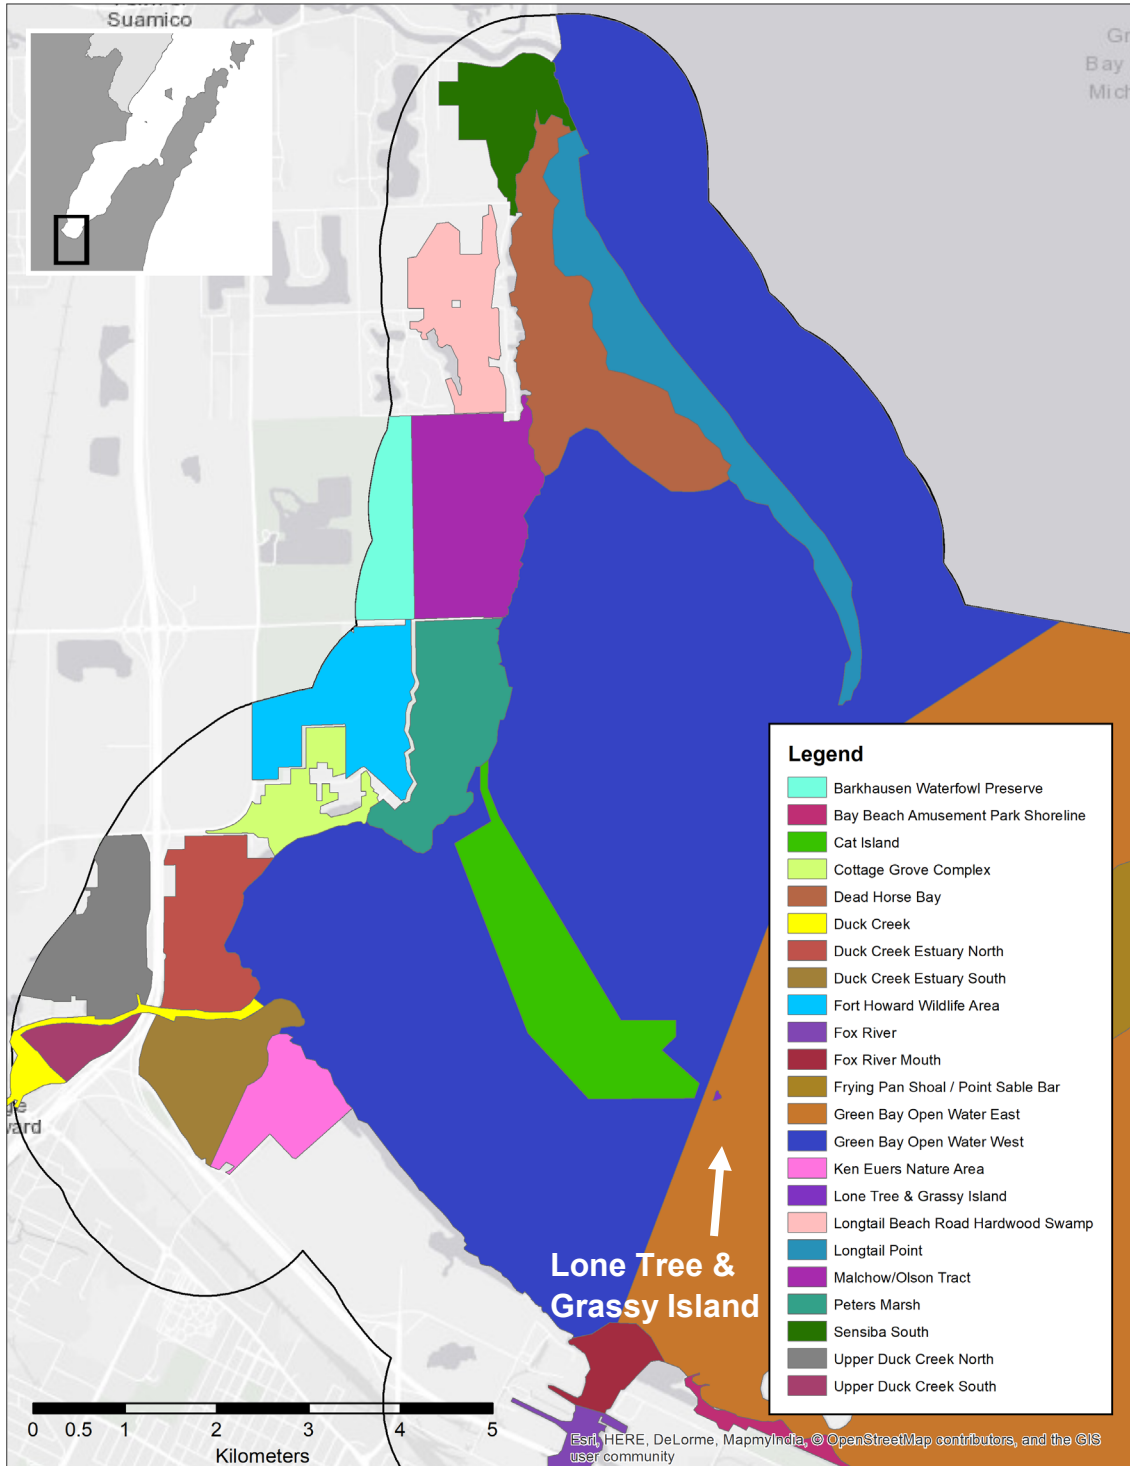 Suamico
Gr
Bay
Mich
Legend
Barkhausen Waterfowl Preserve
Bay Beach Amusement Park Shoreline
Cat Island
Cottage Grove Complex
Dead Horse Bay
Duck Creek
Duck Creek Estuary North
Duck Creek Estuary South
Fort Howard Wildlife Area
Fox River
Fox River Mouth
Frying Pan Shoal / Point Sable Bar
Green Bay Open Water East
Green Bay Open Water West
Ken Euers Nature Area
Lone Tree & Grassy Island
Longtail Beach Road Hardwood Swamp
Longtail Point
Malchow/Olson Tract
Peters Marsh
Sensiba South
Upper Duck Creek North
Upper Duck Creek South
vard
Lone Tree &
Grassy Island
0 0.5 1 2 3 4 5
Kilometers
Esri, HERE, DeLorme, MapmyIndia, © OpenStreetMap contributors, and the GIS
user community